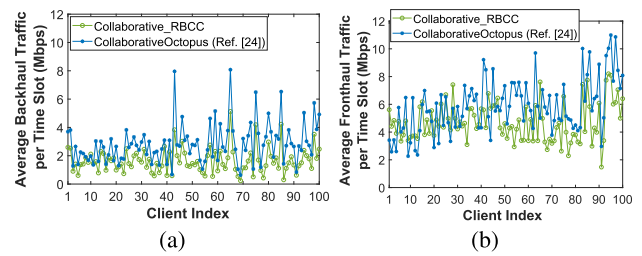 Collaborative_RBCC
CollaborativeOctopus (Ref. [24])
Average Backhaul Traffic
per Time Slot (Mbps)
12
10
8
6
4
2
0
1 10 20 30 40 50 60 70 80 90 100
Client Index
(a)
Collaborative_RBCC
CollaborativeOctopus (Ref. [24])
Average Fronthaul Traffic
per Time Slot (Mbps)
12
10
8
6
4
2
0
1 10 20 30 40 50 60 70 80 90 100
Client Index
(b)